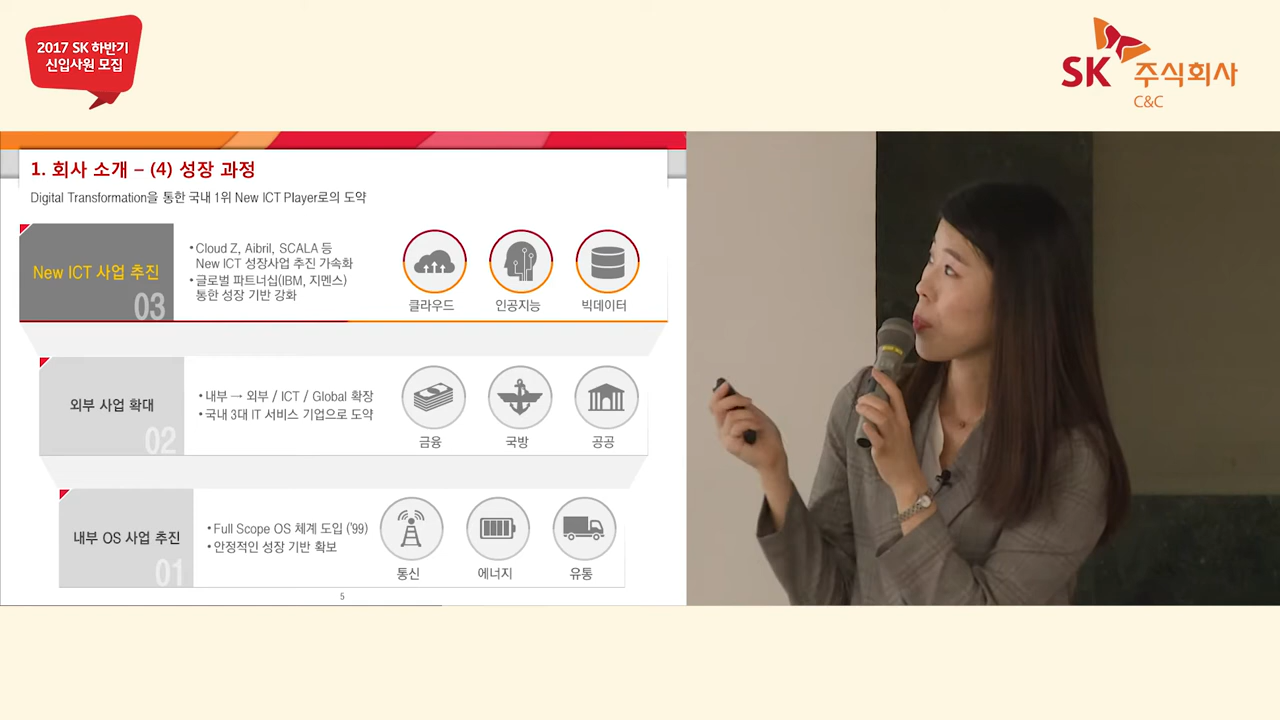 2017 SK 하반기
신입사원 모집
SK 주식회사
C&C
1. 회사 소개 – (4) 성장 과정
Digital Transformation을 통한 국내 1위 New ICT Player로의 도약
New ICT 사업 추진
03
•Cloud Z, Aibril, SCALA 등
New ICT 성장사업 추진 가속화
•글로벌 파트너십(IBM, 지멘스)
통한 성장 기반 강화
클라우드
인공지능
빅데이터
외부 사업 확대
02
•내부 → 외부 / ICT / Global 확장
•국내 3대 IT 서비스 기업으로 도약
금융
국방
공공
내부 OS 사업 추진
01
•Full Scope OS 체계 도입 ('99)
•안정적인 성장 기반 확보
통신
에너지
유통
5